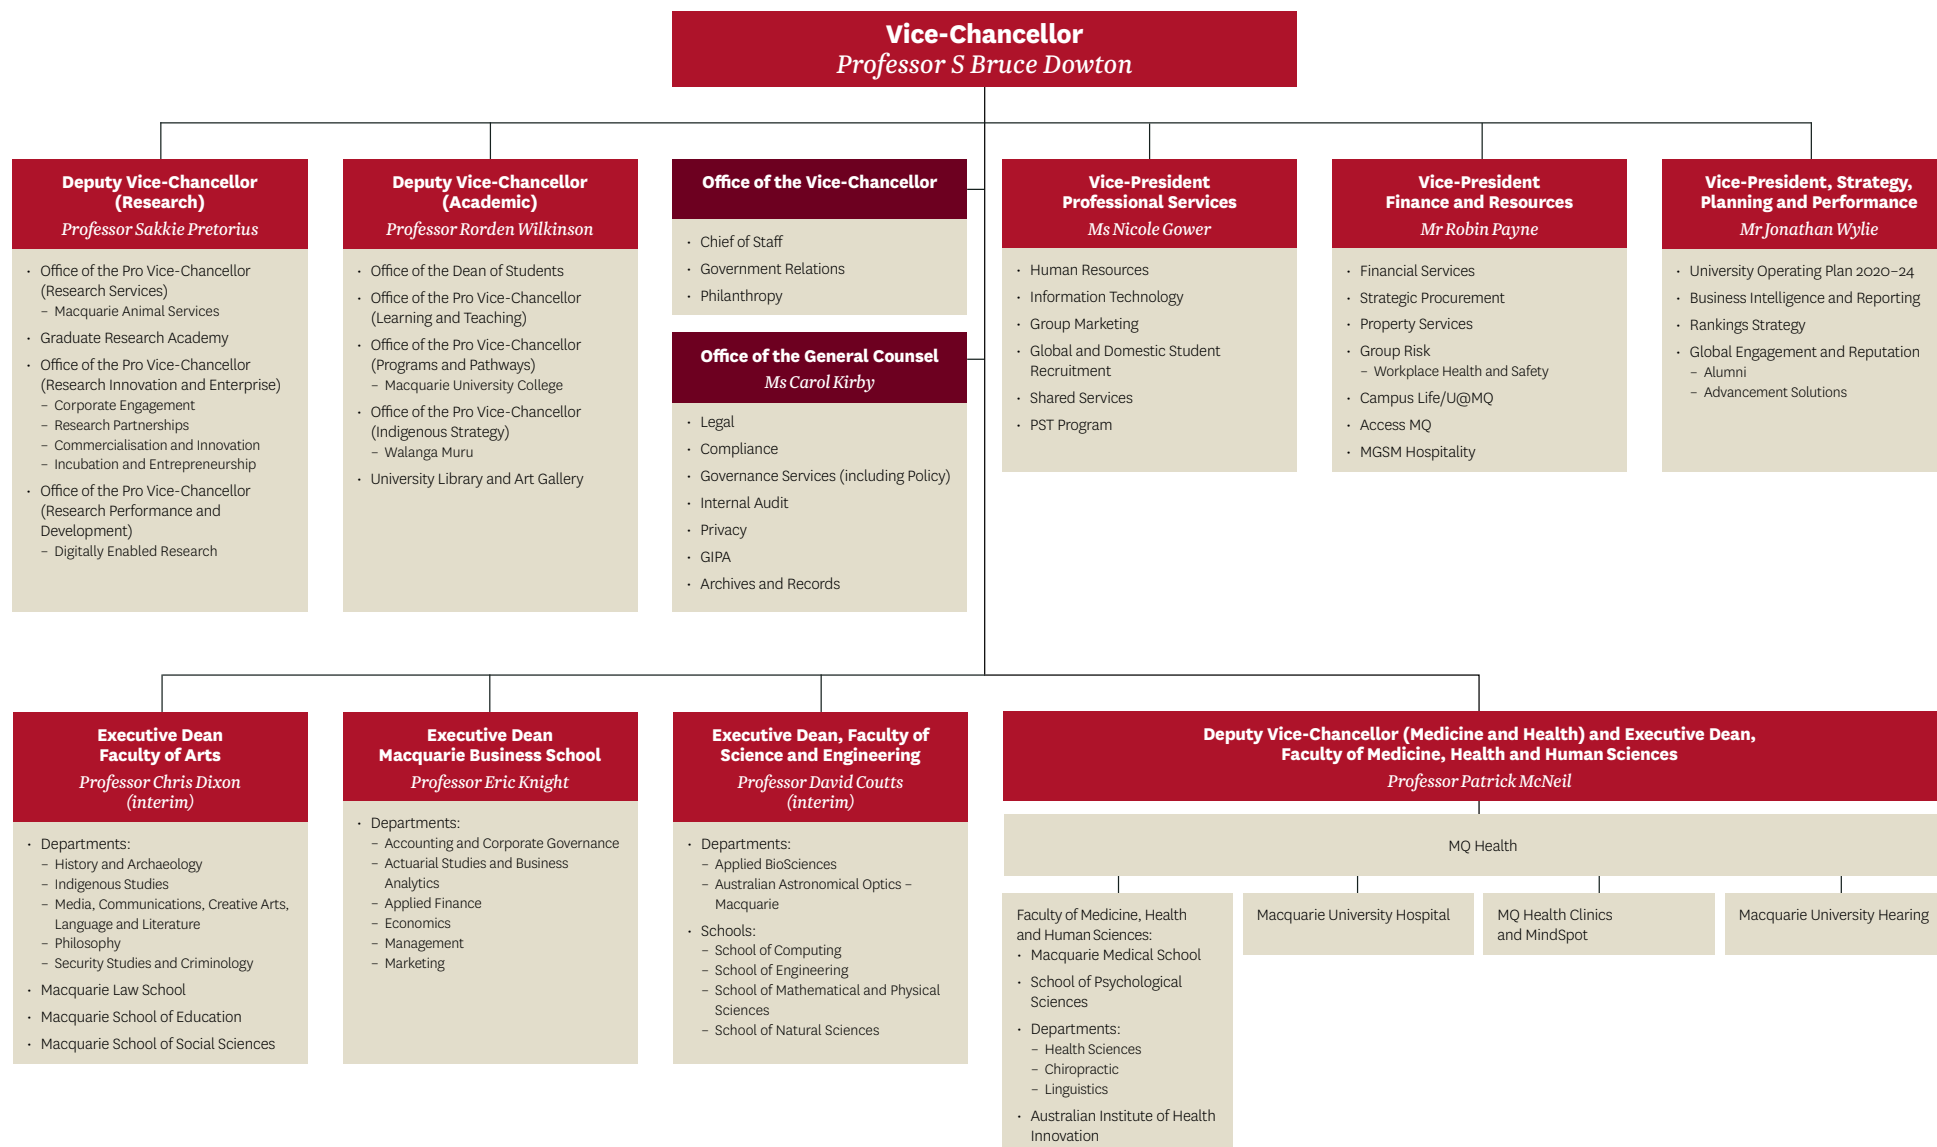 Vice-Chancellor
Professor S Bruce Dowton
Deputy Vice-Chancellor
(Research)
Professor Sakkie Pretorius
· Office of the Pro Vice-Chancellor
(Research Services)
– Macquarie Animal Services
· Graduate Research Academy
· Office of the Pro Vice-Chancellor
(Research Innovation and Enterprise)
– Corporate Engagement
– Research Partnerships
– Commercialisation and Innovation
– Incubation and Entrepreneurship
· Office of the Pro Vice-Chancellor
(Research Performance and
Development)
– Digitally Enabled Research
Deputy Vice-Chancellor
(Academic)
Professor Rorden Wilkinson
· Office of the Dean of Students
· Office of the Pro Vice-Chancellor
(Learning and Teaching)
· Office of the Pro Vice-Chancellor
(Programs and Pathways)
– Macquarie University College
· Office of the Pro Vice-Chancellor
(Indigenous Strategy)
– Walanga Muru
· University Library and Art Gallery
Office of the Vice-Chancellor
· Chief of Staff
· Government Relations
· Philanthropy
Office of the General Counsel
Ms Carol Kirby
· Legal
· Compliance
· Governance Services (including Policy)
· Internal Audit
· Privacy
· GIPA
· Archives and Records
Vice-President
Professional Services
Ms Nicole Gower
· Human Resources
· Information Technology
· Group Marketing
· Global and Domestic Student
Recruitment
· Shared Services
· PST Program
Vice-President
Finance and Resources
Mr Robin Payne
· Financial Services
· Strategic Procurement
· Property Services
· Group Risk
– Workplace Health and Safety
· Campus Life/U@MQ
· Access MQ
· MGSM Hospitality
Vice-President, Strategy,
Planning and Performance
Mr Jonathan Wylie
· University Operating Plan 2020–24
· Business Intelligence and Reporting
· Rankings Strategy
· Global Engagement and Reputation
– Alumni
– Advancement Solutions
Executive Dean
Faculty of Arts
Professor Chris Dixon
(interim)
· Departments:
– History and Archaeology
– Indigenous Studies
– Media, Communications, Creative Arts,
Language and Literature
– Philosophy
– Security Studies and Criminology
· Macquarie Law School
· Macquarie School of Education
· Macquarie School of Social Sciences
Executive Dean
Macquarie Business School
Professor Eric Knight
· Departments:
– Accounting and Corporate Governance
– Actuarial Studies and Business
Analytics
– Applied Finance
– Economics
– Management
– Marketing
Executive Dean, Faculty of
Science and Engineering
Professor David Coutts
(interim)
· Departments:
– Applied BioSciences
– Australian Astronomical Optics –
Macquarie
· Schools:
– School of Computing
– School of Engineering
– School of Mathematical and Physical
Sciences
– School of Natural Sciences
Deputy Vice-Chancellor (Medicine and Health) and Executive Dean,
Faculty of Medicine, Health and Human Sciences
Professor Patrick McNeil
MQ Health
Faculty of Medicine, Health
and Human Sciences:
· Macquarie Medical School
· School of Psychological
Sciences
· Departments:
– Health Sciences
– Chiropractic
– Linguistics
· Australian Institute of Health
Innovation
Macquarie University Hospital
MQ Health Clinics
and MindSpot
Macquarie University Hearing